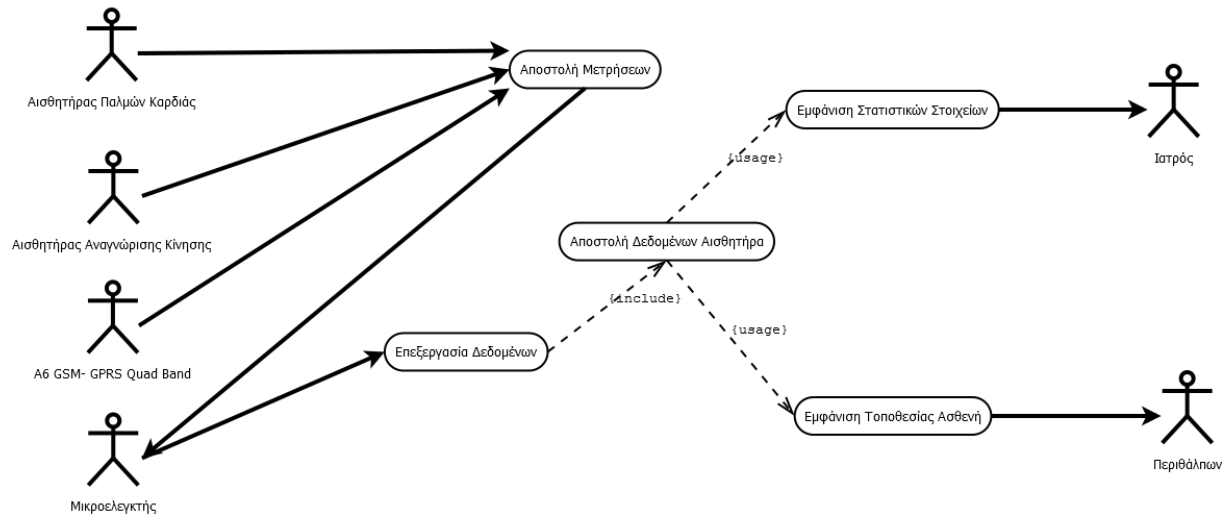 Αποστολή Μετρήσεων
Αισθητήρας Παλμών Καρδιάς
Εμφάνιση Στατιστικών Στοιχείων
{usage}
Ιατρός
Αισθητήρας Αναγνώρισης Κίνησης
Αποστολή Δεδομένων Αισθητήρα
{include}
{usage}
Επεξεργασία Δεδομένων
A6 GSM- GPRS Quad Band
Εμφάνιση Τοποθεσίας Ασθενή
Περιθάλπων
Μικροελεγκτής